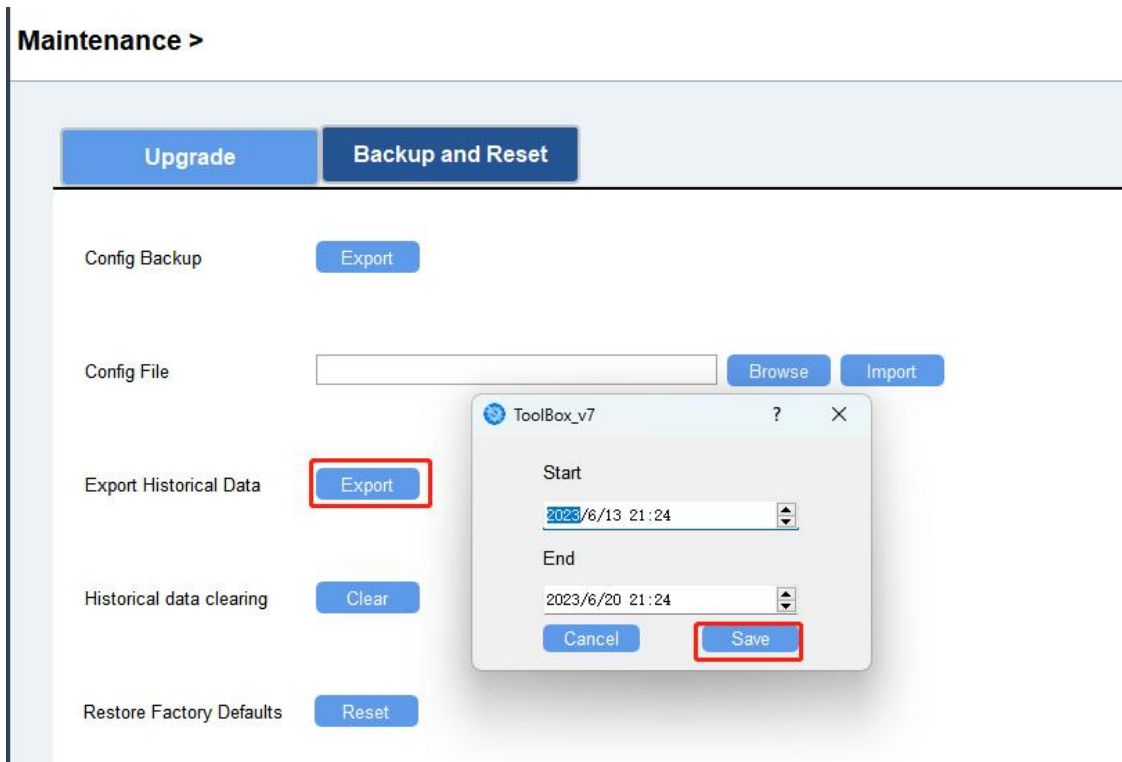 Maintenance >
Upgrade
Backup and Reset
Config Backup
Export
Config File
Browse
Import
ToolBox_v7
?
Start
Export Historical Data
Export
2023/6/13 21:24
End
Historical data clearing
Clear
2023/6/20 21:24
Cancel
Save
Restore Factory Defaults
Reset